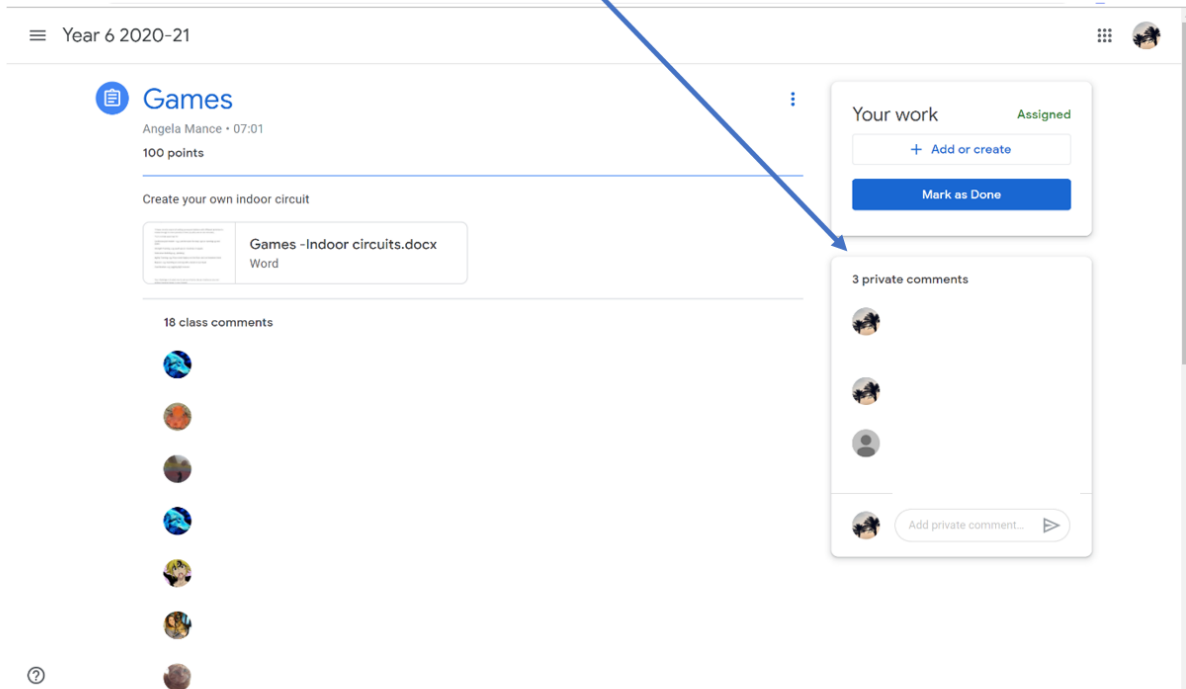 Year 6 2020-21
Games
Angela Mance • 07:01
100 points
Create your own indoor circuit
Games -Indoor circuits.docx
Word
18 class comments
Your work
Assigned
+ Add or create
Mark as Done
3 private comments
Add private comment...